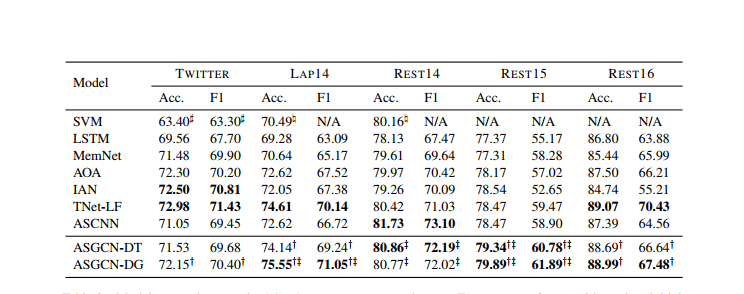 Model TWITTER LAP14 REST14 REST15 REST16
Acc. F1 Acc. F1 Acc. F1 Acc. F1 Acc. F1
SVM 63.40♯ 63.30♯ 70.49♮ N/A 80.16♮ N/A N/A N/A N/A N/A
LSTM 69.56 67.70 69.28 63.09 78.13 67.47 77.37 55.17 86.80 63.88
MemNet 71.48 69.90 70.64 65.17 79.61 69.64 77.31 58.28 85.44 65.99
AOA 72.30 70.20 72.62 67.52 79.97 70.42 78.17 57.02 87.50 66.21
IAN 72.50 70.81 72.05 67.38 79.26 70.09 78.54 52.65 84.74 55.21
TNet-LF 72.98 71.43 74.61 70.14 80.42 71.03 78.47 59.47 89.07 70.43
ASCNN 71.05 69.45 72.62 66.72 81.73 73.10 78.47 58.90 87.39 64.56
ASGCN-DT 71.53 69.68 74.14† 69.24† 80.86‡ 72.19‡ 79.34†‡ 60.78†‡ 88.69† 66.64†
ASGCN-DG 72.15† 70.40† 75.55†‡ 71.05†‡ 80.77‡ 72.02‡ 79.89†‡ 61.89†‡ 88.99† 67.48†